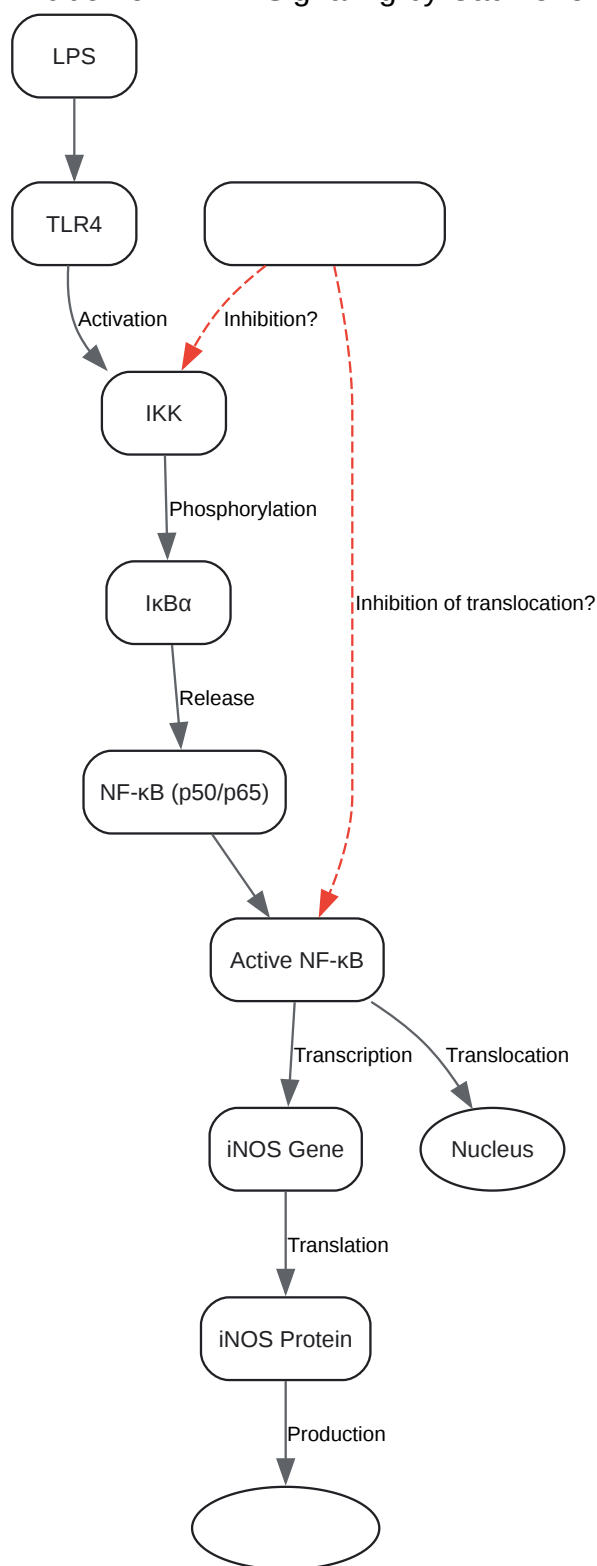 LPS
TLR4
Activation
Inhibition?
IKK
Phosphorylation
IκBα
Inhibition of translocation?
Release
NF-κB (p50/p65)
Active NF-κB
Transcription
Translocation
iNOS Gene
Nucleus
Translation
iNOS Protein
Production